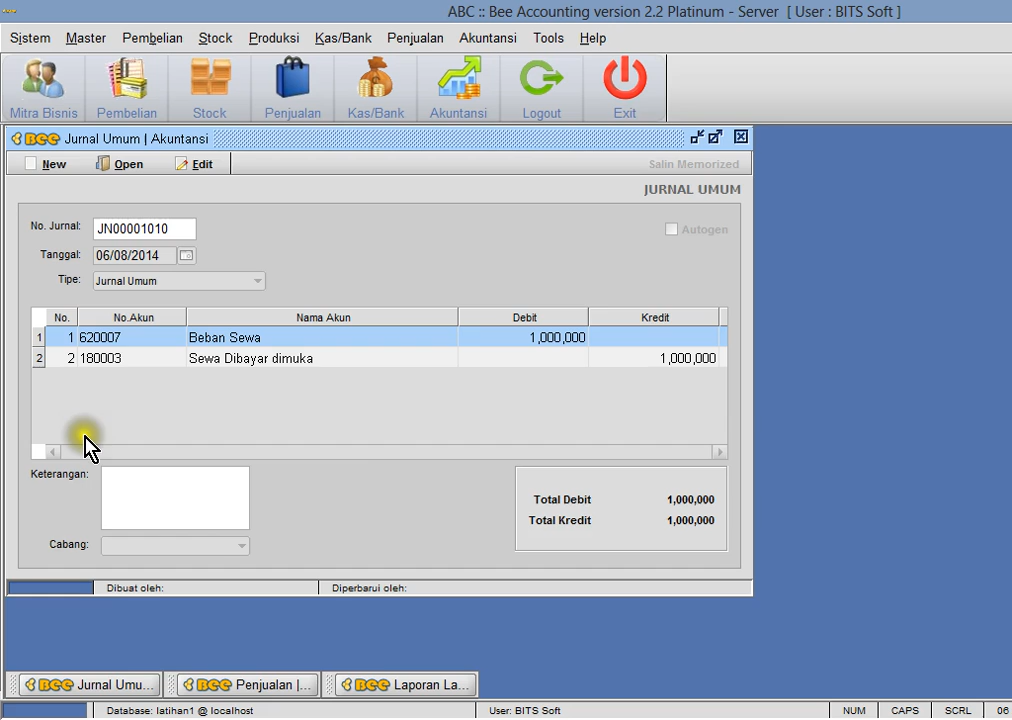 ABC :: Bee Accounting version 2.2 Platinum - Server [ User : BITS Soft ]
Sistem Master Pembelian Stock Produksi Kas/Bank Penjualan Akuntansi Tools Help
Mitra Bisnis Pembelian Stock Penjualan Kas/Bank Akuntansi Logout Exit
BEE Jurnal Umum | Akuntansi
New Open Edit Salin Memorized
JURNAL UMUM
No. Jurnal: JN00001010 Autogen
Tanggal: 06/08/2014
Tipe: Jurnal Umum
No. No.Akun Nama Akun Debit Kredit
1 1 620007 Beban Sewa 1,000,000
2 2 180003 Sewa Dibayar dimuka 1,000,000
Keterangan:
Total Debit 1,000,000
Total Kredit 1,000,000
Cabang:
Dibuat oleh: Diperbarui oleh:
BEE Jurnal Umu... BEE Penjualan |... BEE Laporan La...
Database: latihan1 @ localhost User: BITS Soft NUM CAPS SCRL 06